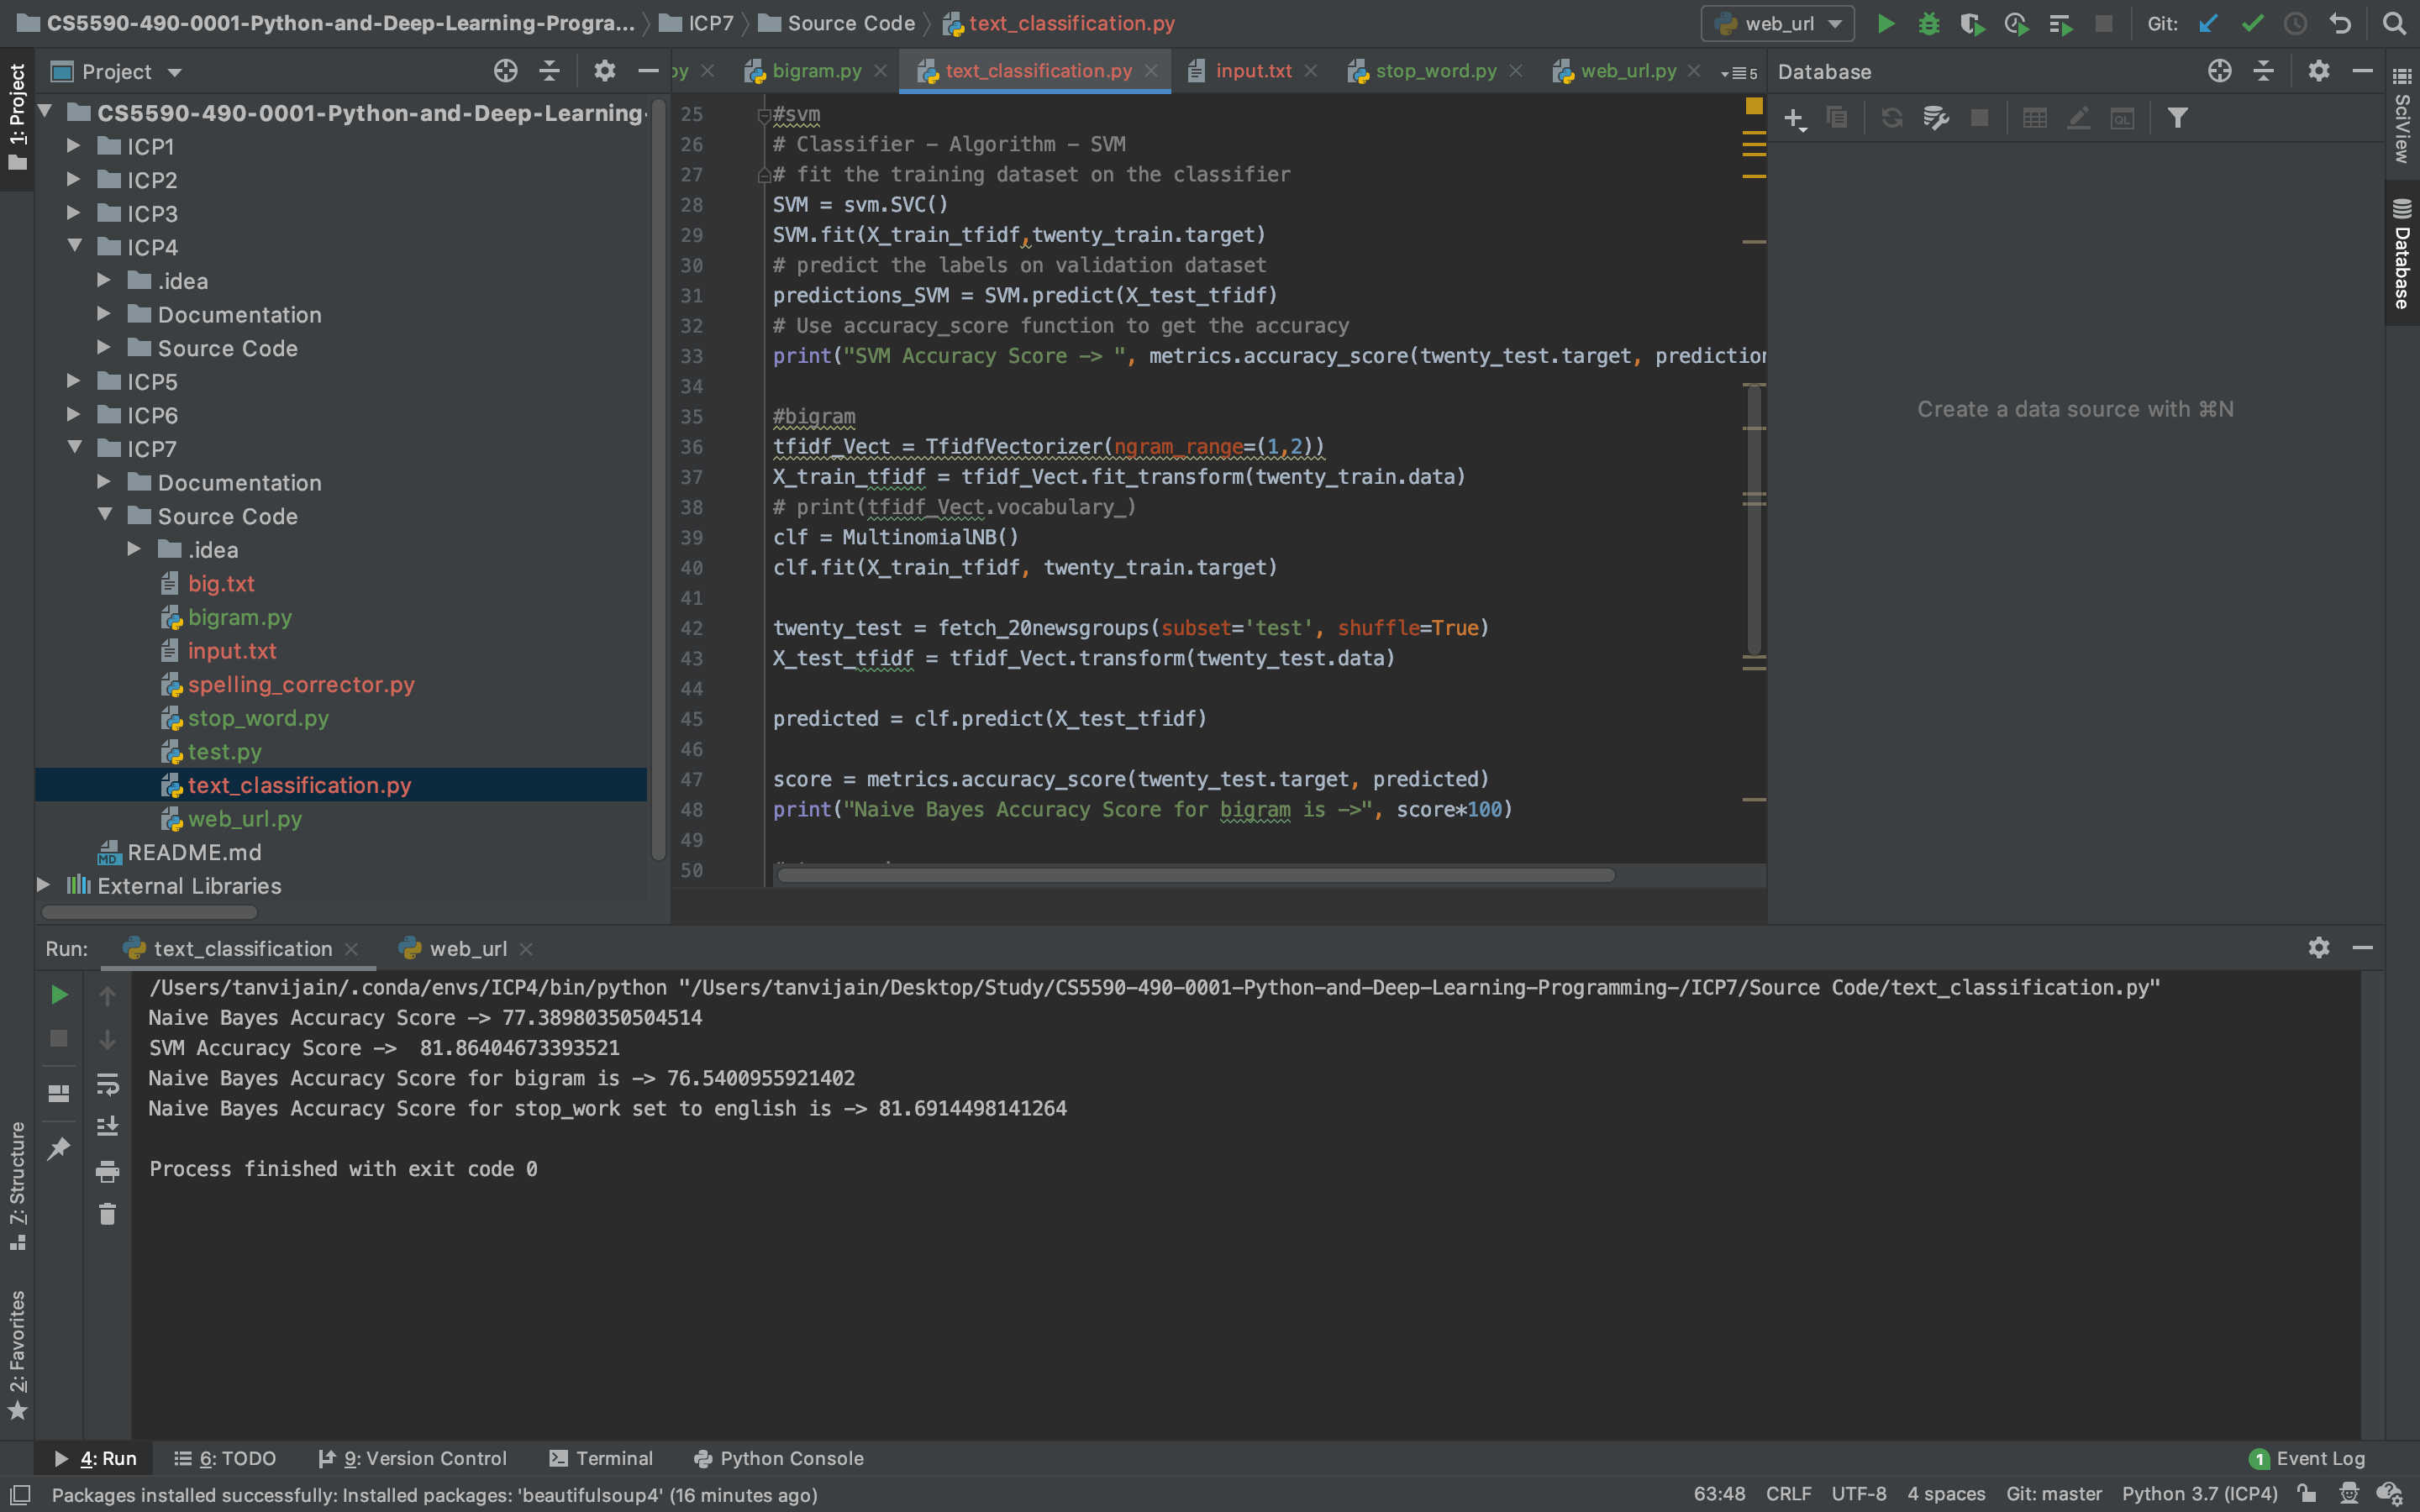 CS5590-490-0001-Python-and-Deep-Learning-Progra... ICP7 Source Code text_classification.py web_url Git:
1: Project
Project
py bigram.py text_classification.py input.txt stop_word.py web_url.py 5
Database
SciView
Database
CS5590-490-0001-Python-and-Deep-Learning-
ICP1
ICP2
ICP3
ICP4
.idea
Documentation
Source Code
ICP5
ICP6
ICP7
Documentation
Source Code
.idea
big.txt
bigram.py
input.txt
spelling_corrector.py
stop_word.py
test.py
text_classification.py
web_url.py
README.md
External Libraries
25 #svm
26 # Classifier - Algorithm - SVM
27 # fit the training dataset on the classifier
28 SVM = svm.SVC()
29 SVM.fit(X_train_tfidf,twenty_train.target)
30 # predict the labels on validation dataset
31 predictions_SVM = SVM.predict(X_test_tfidf)
32 # Use accuracy_score function to get the accuracy
33 print("SVM Accuracy Score -> ", metrics.accuracy_score(twenty_test.target, prediction
34
35 #bigram
36 tfidf_Vect = TfidfVectorizer(ngram_range=(1,2))
37 X_train_tfidf = tfidf_Vect.fit_transform(twenty_train.data)
38 # print(tfidf_Vect.vocabulary_)
39 clf = MultinomialNB()
40 clf.fit(X_train_tfidf, twenty_train.target)
41
42 twenty_test = fetch_20newsgroups(subset='test', shuffle=True)
43 X_test_tfidf = tfidf_Vect.transform(twenty_test.data)
44
45 predicted = clf.predict(X_test_tfidf)
46
47 score = metrics.accuracy_score(twenty_test.target, predicted)
48 print("Naive Bayes Accuracy Score for bigram is ->", score*100)
49
50
Create a data source with ⌘N
Run: text_classification web_url
/Users/tanvijain/.conda/envs/ICP4/bin/python "/Users/tanvijain/Desktop/Study/CS5590-490-0001-Python-and-Deep-Learning-Programming-/ICP7/Source Code/text_classification.py"
Naive Bayes Accuracy Score -> 77.38980350504514
SVM Accuracy Score ->  81.86404673393521
Naive Bayes Accuracy Score for bigram is -> 76.5400955921402
Naive Bayes Accuracy Score for stop_work set to english is -> 81.6914498141264
Process finished with exit code 0
7: Structure
2: Favorites
4: Run 6: TODO 9: Version Control Terminal Python Console 1 Event Log
Packages installed successfully: Installed packages: 'beautifulsoup4' (16 minutes ago) 63:48 CRLF UTF-8 4 spaces Git: master Python 3.7 (ICP4)